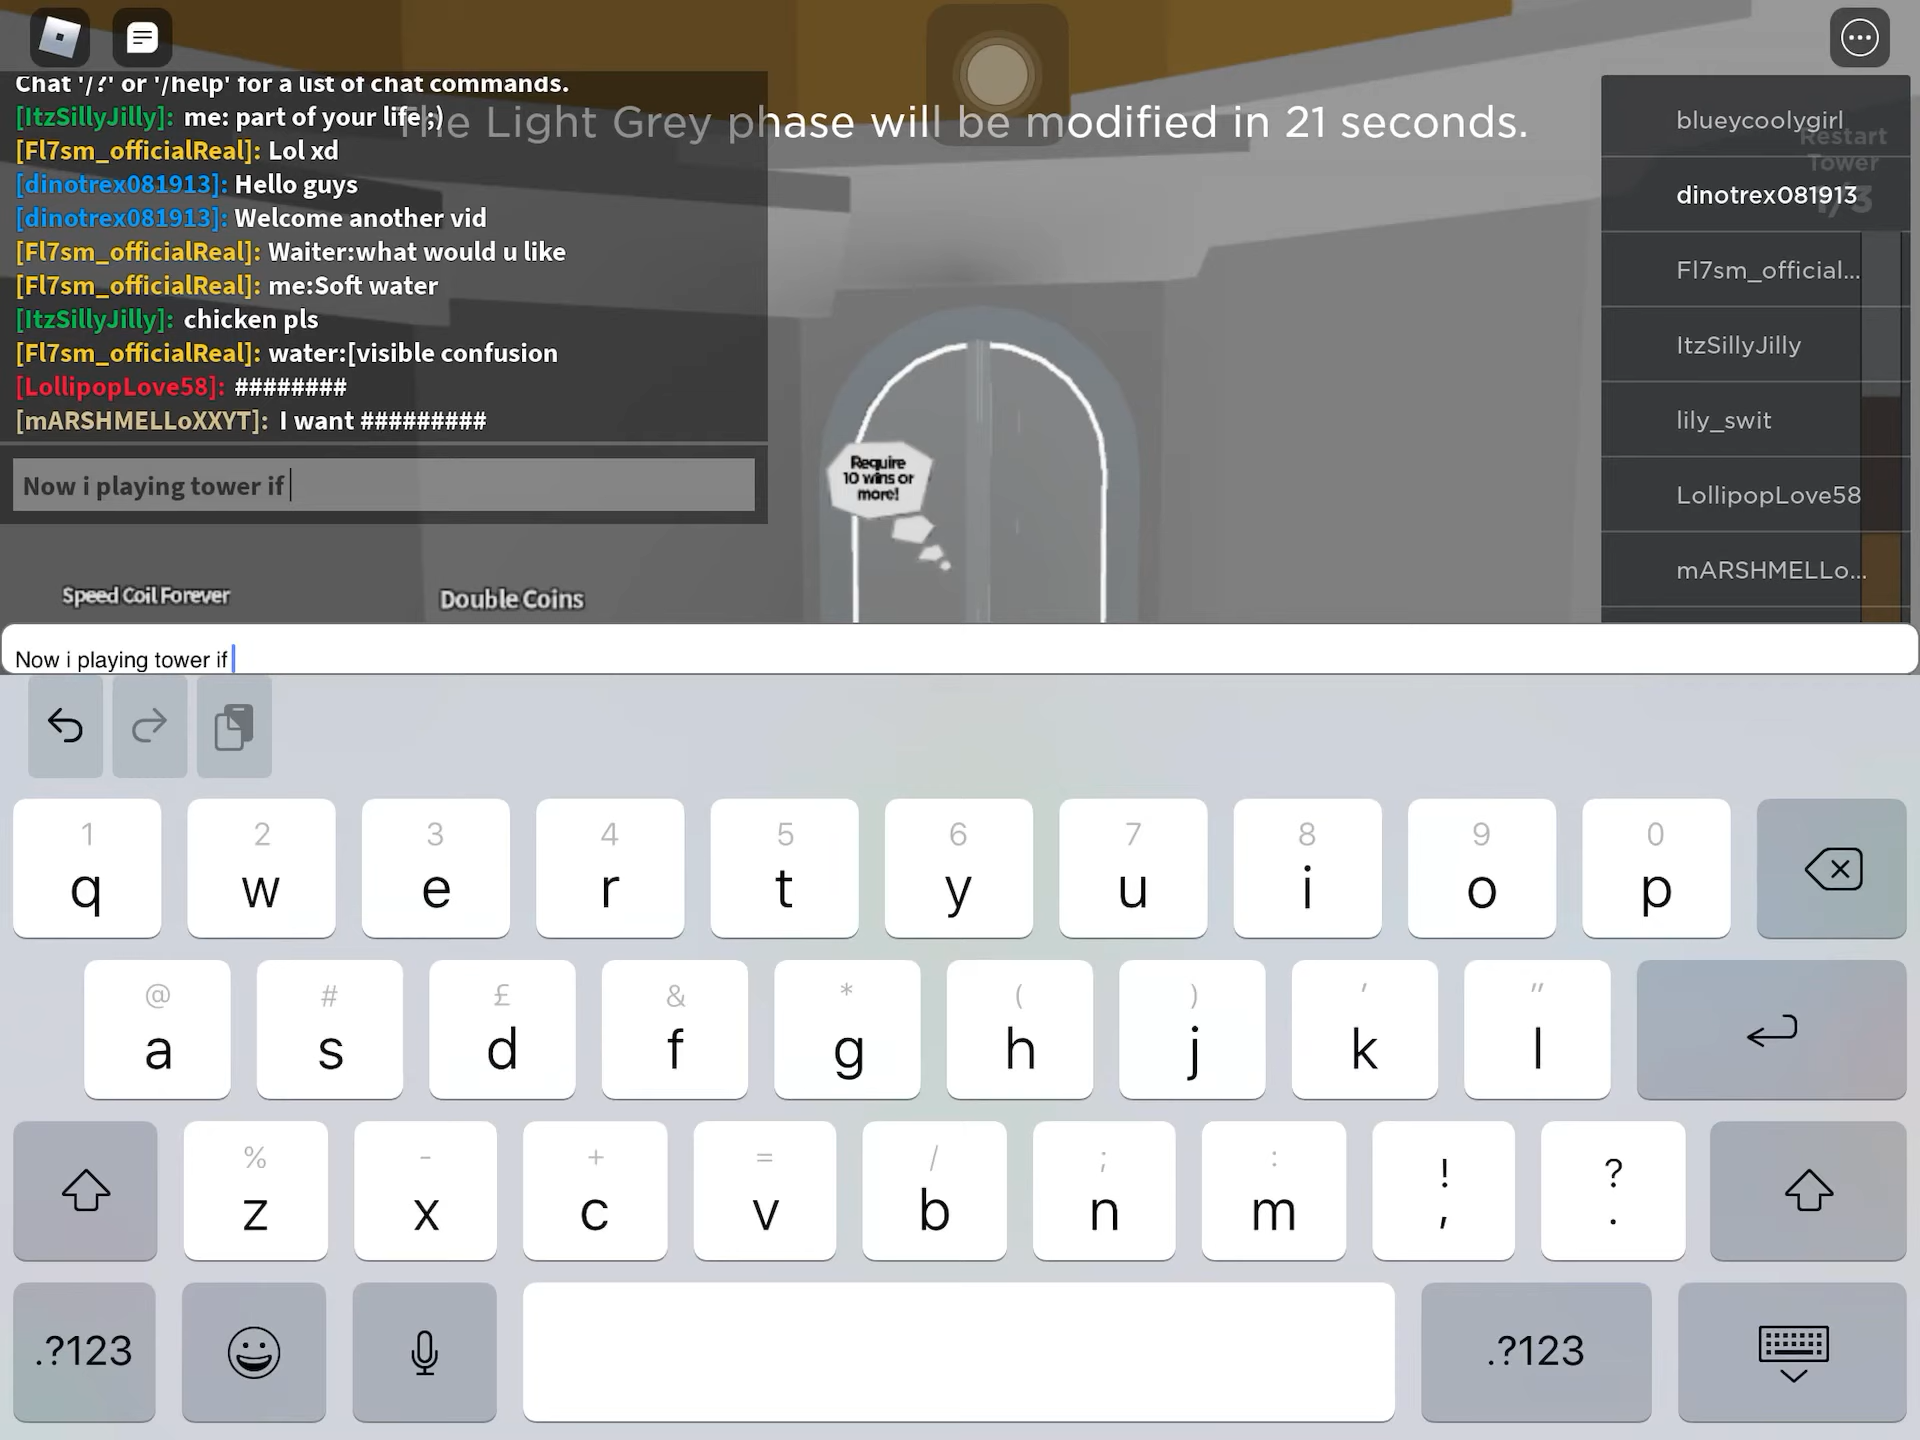 Chat '/?' or '/help' for a list of chat commands.
[ItzSillyJilly]: me: part of your life ;)
[Fl7sm_officialReal]: Lol xd
[dinotrex081913]: Hello guys
[dinotrex081913]: Welcome another vid
[Fl7sm_officialReal]: Waiter:what would u like
[Fl7sm_officialReal]: me:Soft water
[ItzSillyJilly]: chicken pls
[Fl7sm_officialReal]: water:[visible confusion
[LollipopLove58]: ########
[mARSHMELLoXXYT]: I want #########
Now i playing tower if
The Light Grey phase will be modified in 21 seconds.
blueycoolygirl
Restart
Tower
dinotrex081913
1/3
Fl7sm_official...
ItzSillyJilly
lily_swit
LollipopLove58
mARSHMELLo...
Require
10 wins or
more!
Speed Coil Forever
Double Coins
Now i playing tower if
1 2 3 4 5 6 7 8 9 0
q w e r t y u i o p
@ # £ & * ( ) ' "
a s d f g h j k l
% - + = / ; : ! ?
z x c v b n m , .
.?123 .?123